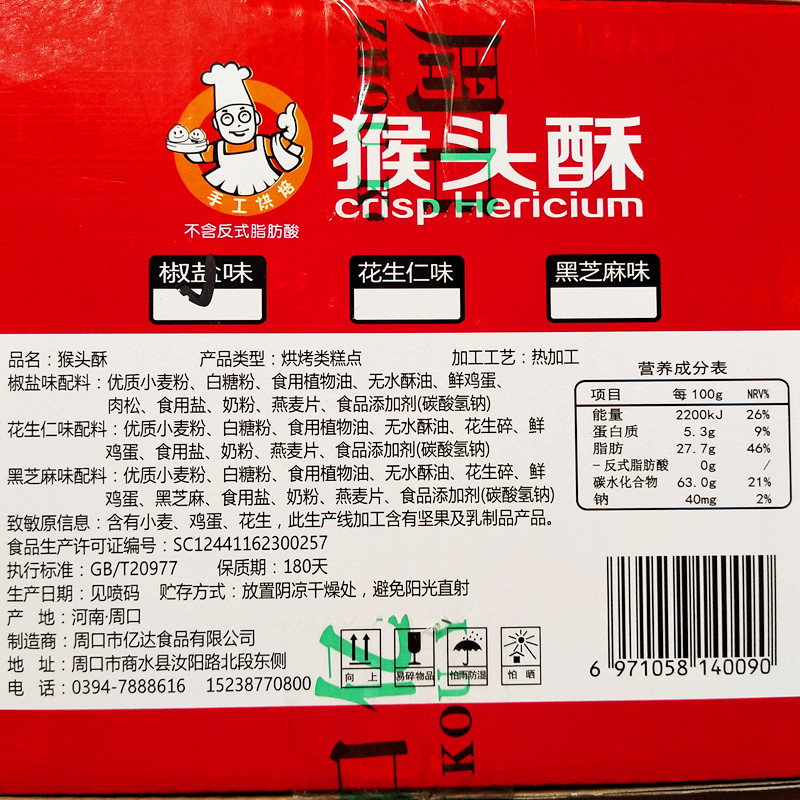 周口
ZHOU
手工烘焙
不含反式脂肪酸
猴头酥
crisp Hericium
椒盐味
花生仁味
黑芝麻味
品名：猴头酥 产品类型：烘烤类糕点 加工工艺：热加工
椒盐味配料：优质小麦粉、白糖粉、食用植物油、无水酥油、鲜鸡蛋、
肉松、食用盐、奶粉、燕麦片、食品添加剂(碳酸氢钠)
花生仁味配料：优质小麦粉、白糖粉、食用植物油、无水酥油、花生碎、鲜
鸡蛋、食用盐、奶粉、燕麦片、食品添加剂(碳酸氢钠)
黑芝麻味配料：优质小麦粉、白糖粉、食用植物油、无水酥油、花生碎、鲜
鸡蛋、黑芝麻、食用盐、奶粉、燕麦片、食品添加剂(碳酸氢钠)
致敏原信息：含有小麦、鸡蛋、花生，此生产线加工含有坚果及乳制品产品。
食品生产许可证编号：SC12441162300257
执行标准：GB/T20977 保质期：180天
生产日期：见喷码 贮存方式：放置阴凉干燥处，避免阳光直射
产 地：河南·周口
制造商：周口市亿达食品有限公司
地 址：周口市商水县汝阳路北段东侧
电 话：0394-7888616 15238770800
营养成分表
项目 每100g NRV%
能量 2200kJ 26%
蛋白质 5.3g 9%
脂肪 27.7g 46%
-反式脂肪酸 0g /
碳水化合物 63.0g 21%
钠 40mg 2%
向上
易碎物品
怕雨防湿
怕晒
6 971058 140090
口
KOU